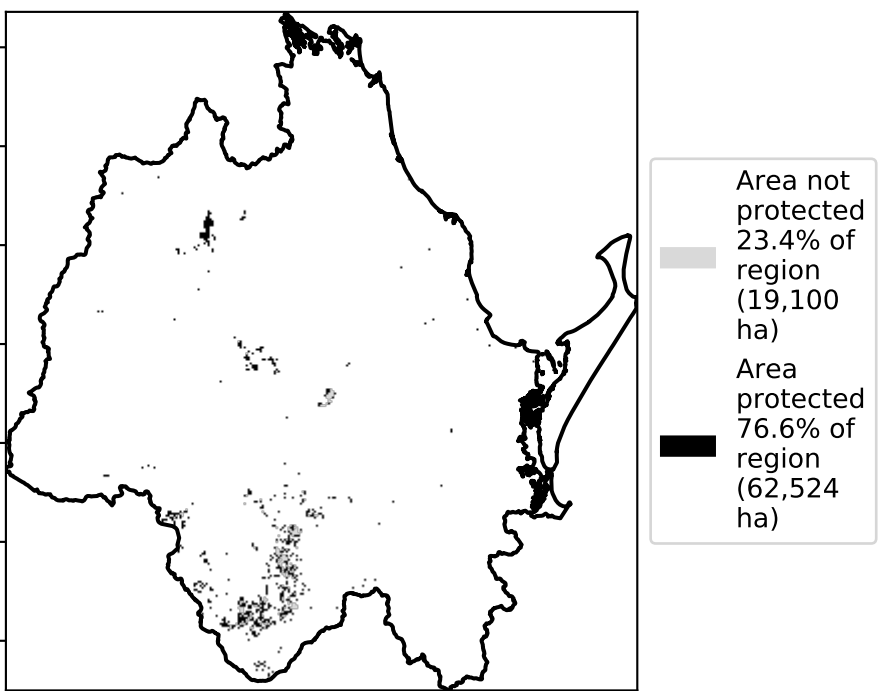 Area not
protected
23.4% of
region
(19,100
ha)
Area
protected
76.6% of
region
(62,524
ha)